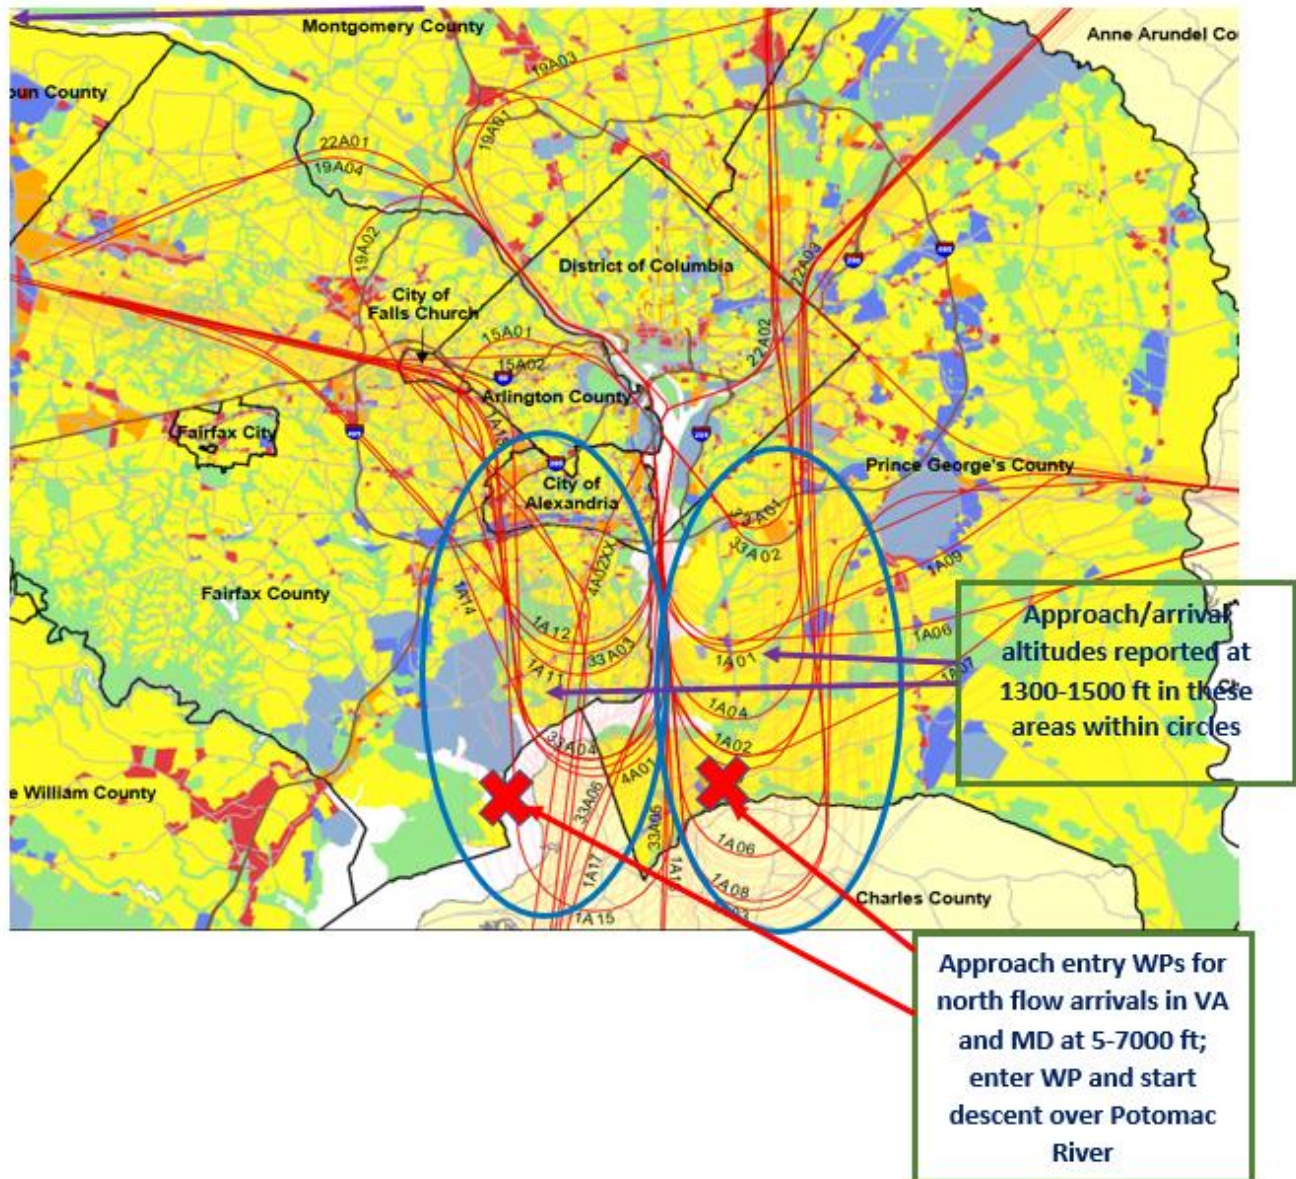 Montgomery County
Anne Arundel Co
oun County
19A03
19A01
22A01
19A04
19A02
22A03
District of Columbia
City of
Falls Church
15A01
15A02
22A02
Arlington County
1A18
Fairfax City
City of
Alexandria
Prince George's County
33A01
33A02
4A02XX
1A09
Fairfax County
1A14
1A12
33A03
1A11
1A01
1A06
1A07
1A04
1A02
33A04
4A01
33A06
33A05
e William County
1A06
1A17
1A08
1A15
Charles County
Approach/arrival
altitudes reported at
1300-1500 ft in these
areas within circles
Approach entry WPs for
north flow arrivals in VA
and MD at 5-7000 ft;
enter WP and start
descent over Potomac
River